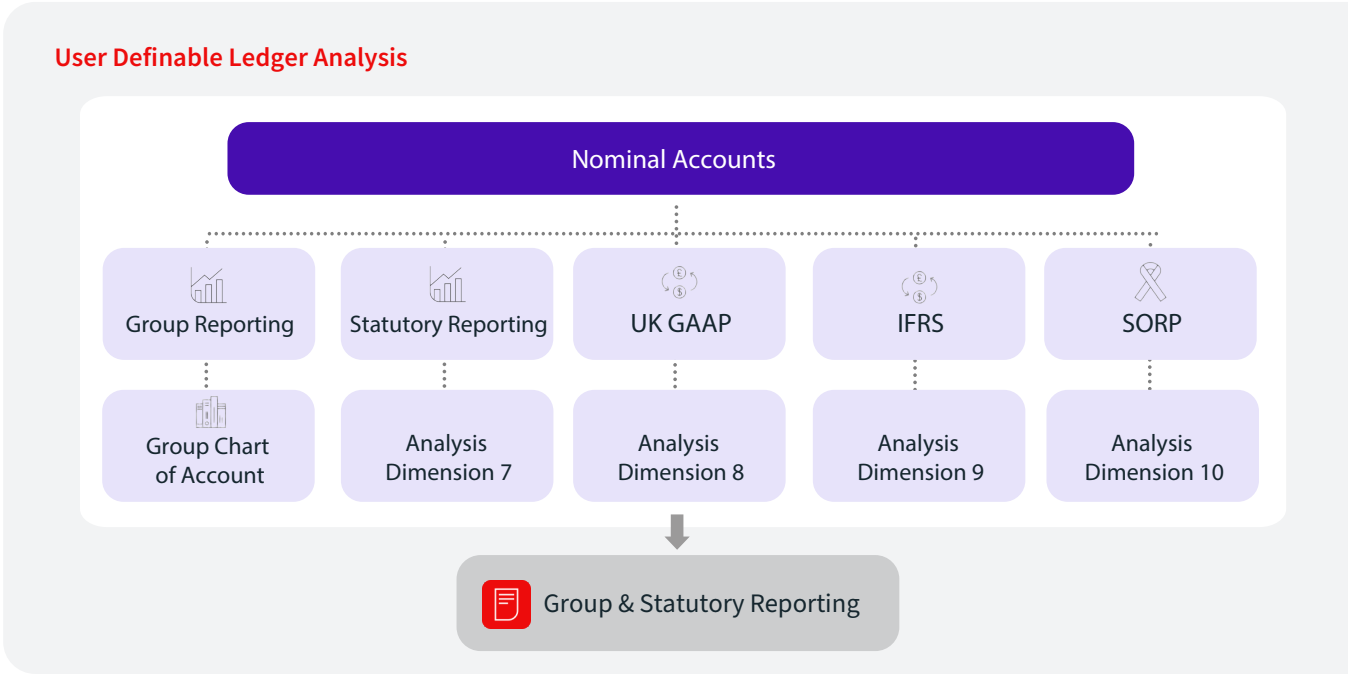 User Definable Ledger Analysis
Nominal Accounts
Group Reporting
Statutory Reporting
£
$
UK GAAP
£
$
IFRS
SORP
Group Chart
of Account
Analysis
Dimension 7
Analysis
Dimension 8
Analysis
Dimension 9
Analysis
Dimension 10
Group & Statutory Reporting